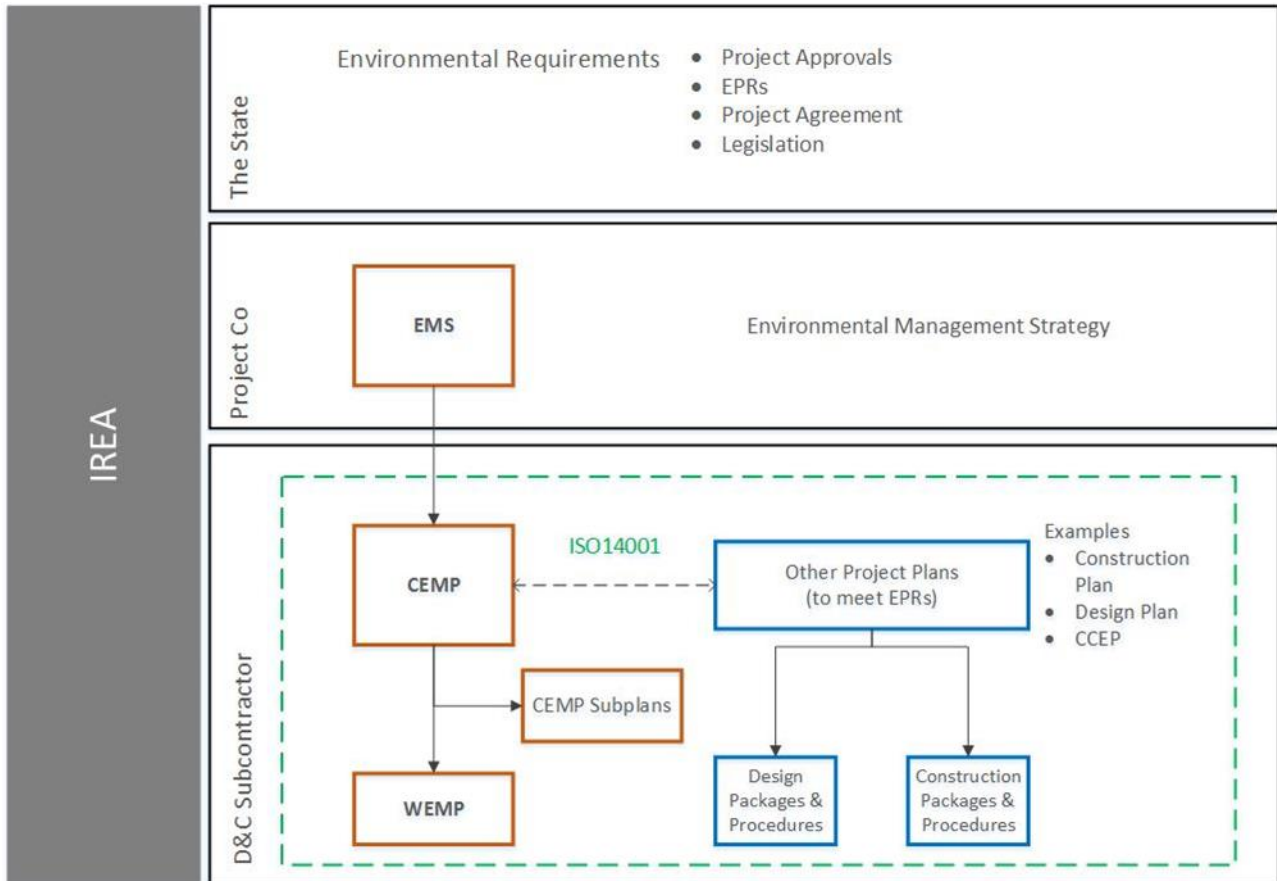 IREA
The State
Environmental Requirements
● Project Approvals
● EPRs
● Project Agreement
● Legislation
Project Co
EMS
Environmental Management Strategy
D&C Subcontractor
CEMP
ISO14001
Other Project Plans
(to meet EPRs)
Examples
● Construction
Plan
● Design Plan
● CCEP
CEMP Subplans
WEMP
Design
Packages &
Procedures
Construction
Packages &
Procedures